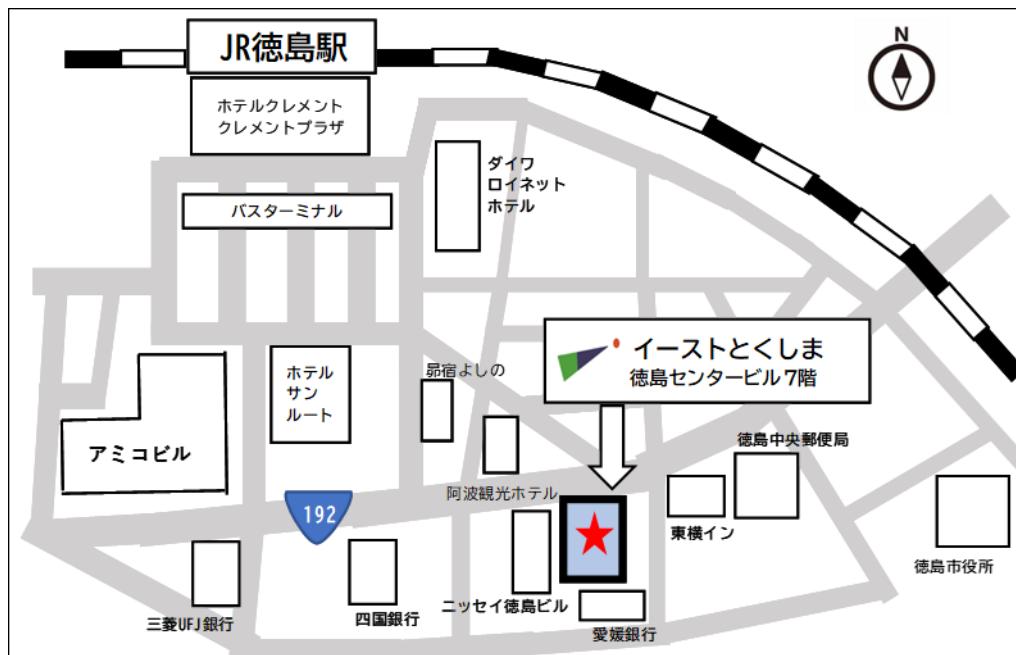 JR徳島駅
N
ホテルクレメント
クレメントプラザ
ダイワ
ロイネット
ホテル
バスターミナル
イーストとくしま
徳島センタービル7階
ホテル
サン
ルート
昴宿よしの
アミコビル
徳島中央郵便局
阿波観光ホテル
192
東横イン
徳島市役所
ニッセイ徳島ビル
四国銀行
三菱UFJ銀行
愛媛銀行